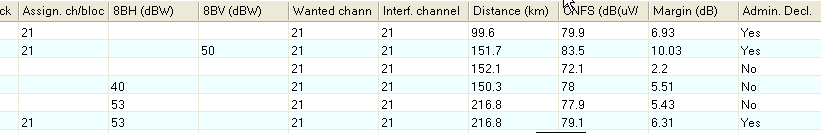 ck Assign. ch/bloc 8BH (dBW) 8BV (dBW) Wanted chann Interf. channel Distance (km) CNFS (dB(uV/ Margin (dB) Admin. Decl.
21 21 21 99.6 79.9 6.93 Yes
21 50 21 21 151.7 83.5 10.03 Yes
21 21 152.1 72.1 2.2 No
40 21 21 150.3 78 5.51 No
53 21 21 216.8 77.9 5.43 No
21 53 21 21 216.8 79.1 6.31 Yes